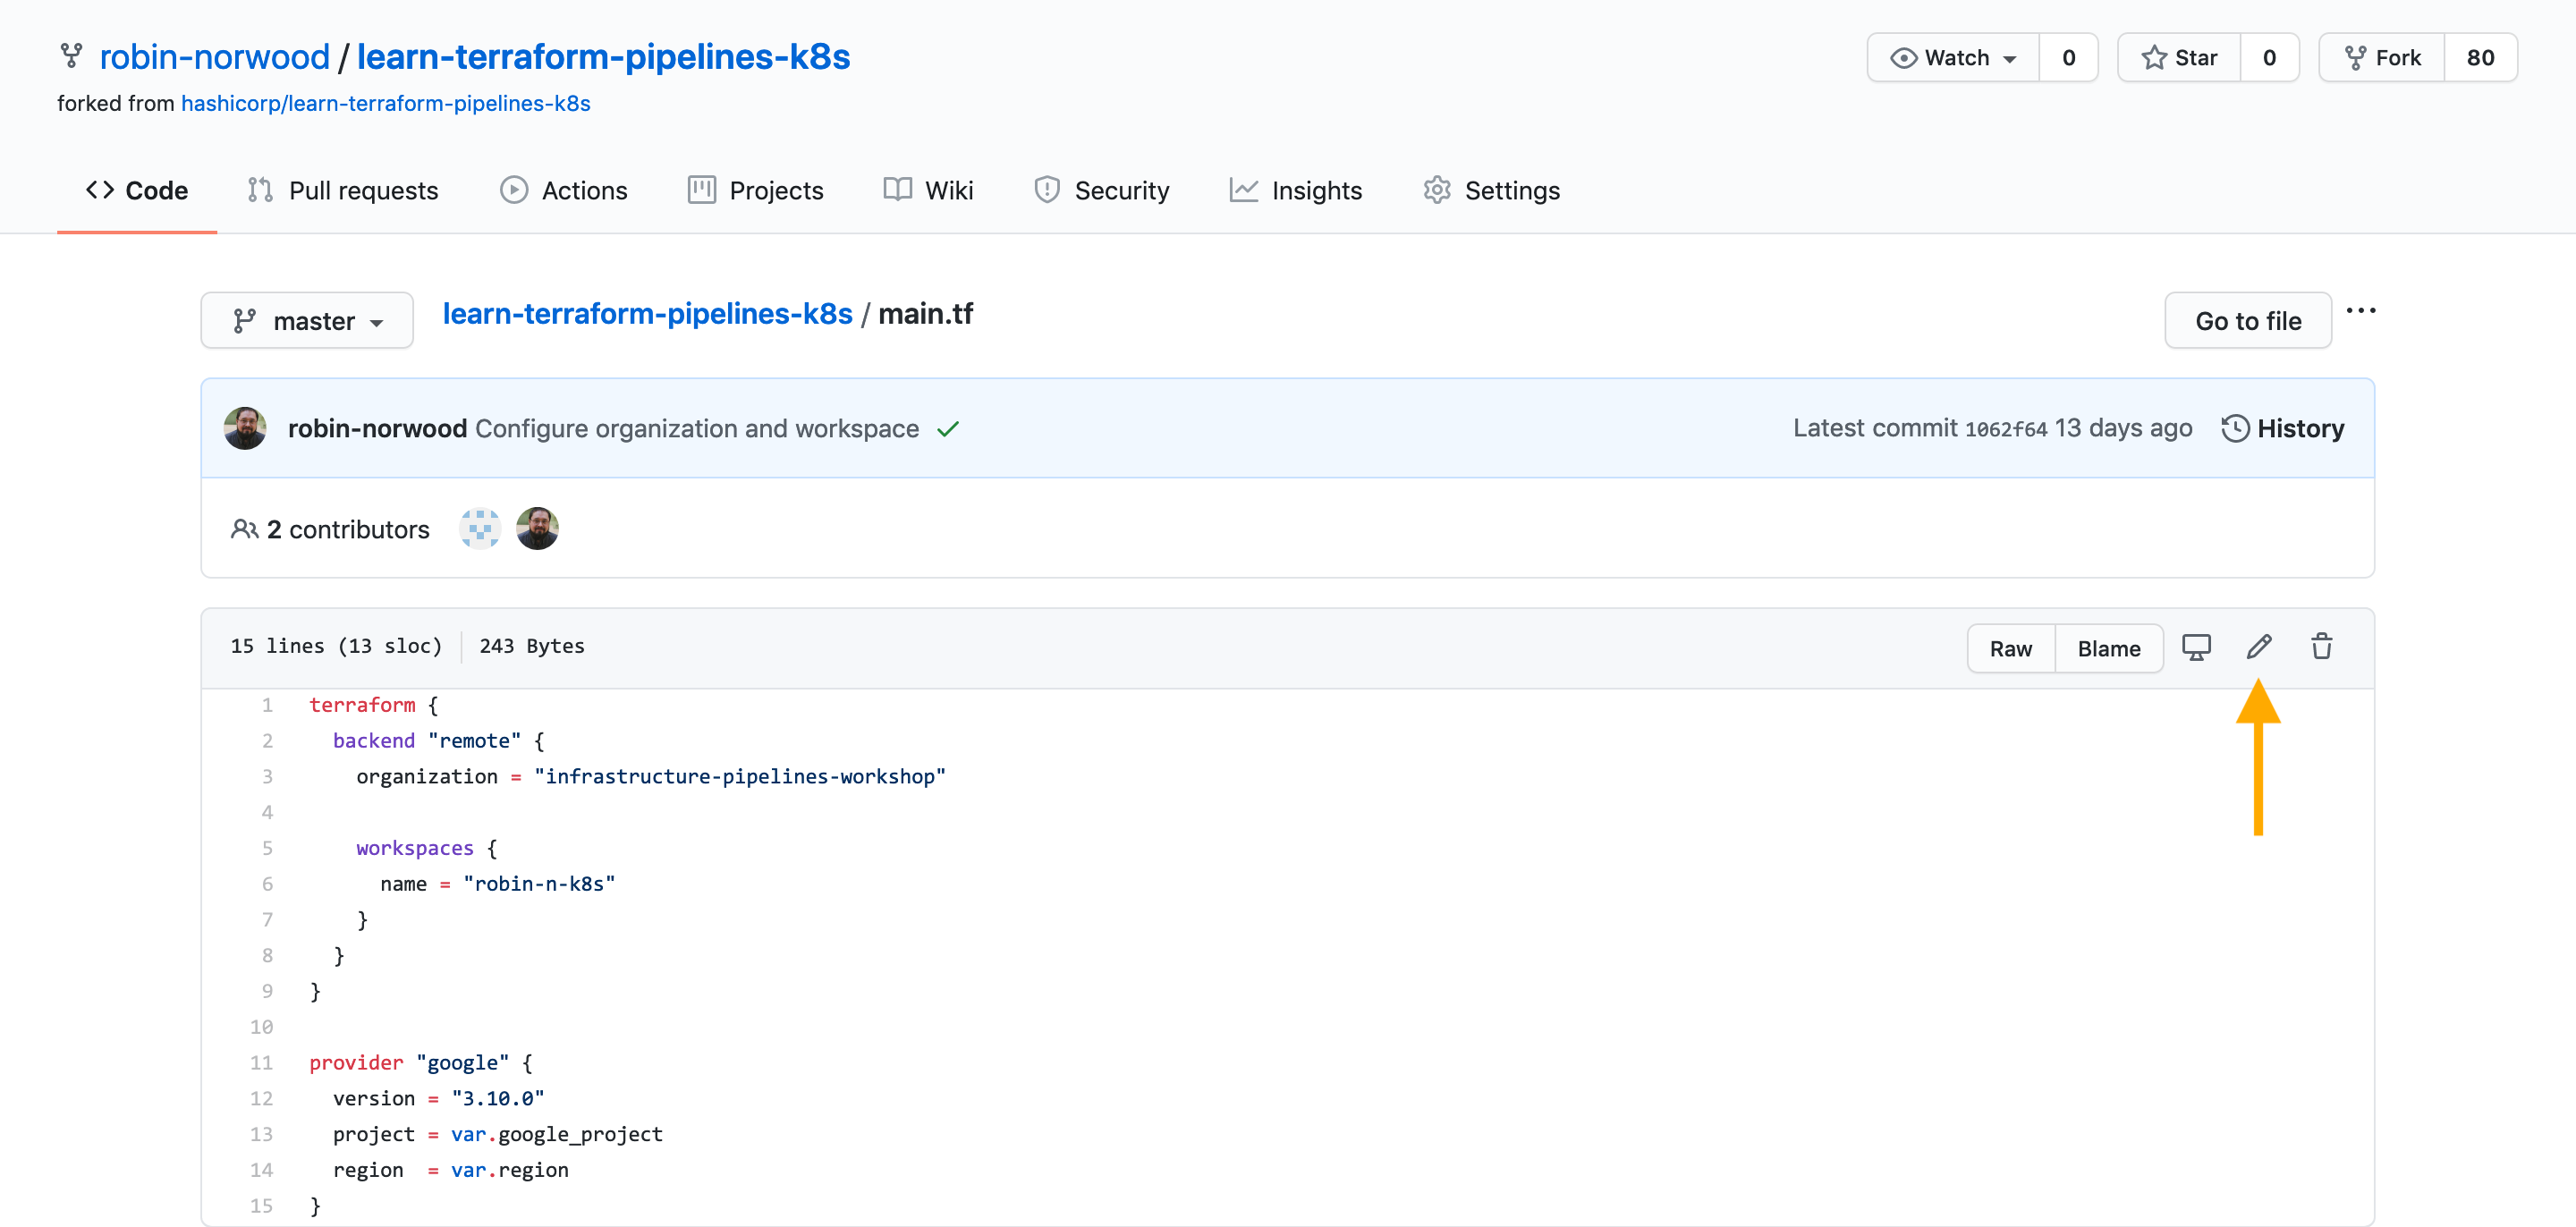 robin-norwood / learn-terraform-pipelines-k8s
Watch 0 Star 0 Fork 80
forked from hashicorp/learn-terraform-pipelines-k8s
Code Pull requests Actions Projects Wiki Security Insights Settings
master learn-terraform-pipelines-k8s / main.tf Go to file ...
robin-norwood Configure organization and workspace Latest commit 1062f64 13 days ago History
2 contributors
15 lines (13 sloc) 243 Bytes Raw Blame
1 terraform {
2   backend "remote" {
3     organization = "infrastructure-pipelines-workshop"
4
5     workspaces {
6       name = "robin-n-k8s"
7     }
8   }
9 }
10
11 provider "google" {
12   version = "3.10.0"
13   project = var.google_project
14   region  = var.region
15 }